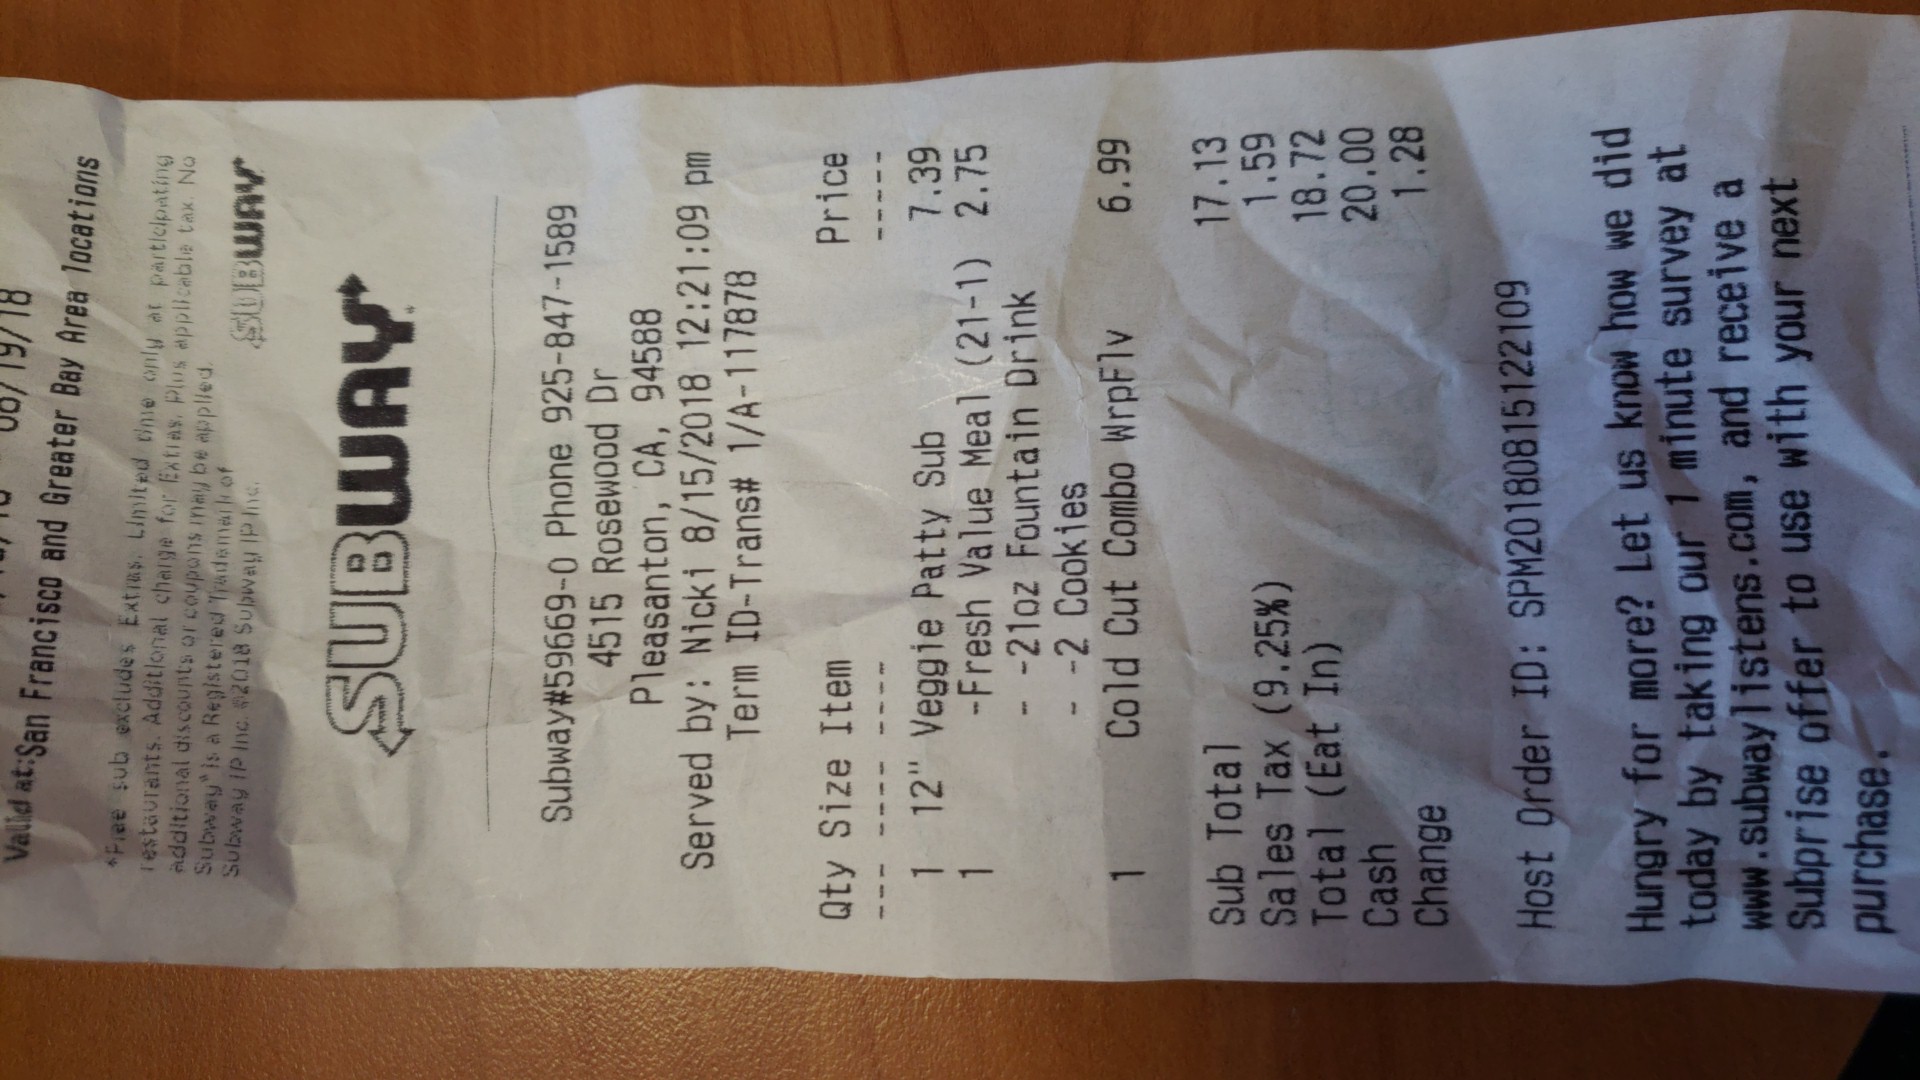 08/19/18
Valid at:San Francisco and Greater Bay Area locations
*Free sub excludes Extras. Limited time only at participating
restaurants. Additional charge for Extras. plus applicable tax. No
additional discounts or coupons may be applied.
Subway® is a Registered Trademark of
Subway IP Inc. ©2018 Subway IP Inc.
SUBWAY
SUBWAY
Subway#59669-0 Phone 925-847-1589
4515 Rosewood Dr
Pleasanton, CA, 94588
Served by: Nicki 8/15/2018 12:21:09 pm
Term ID-Trans# 1/A-117878
Qty Size Item Price
--- ---- ---- -----
1 12" Veggie Patty Sub 7.39
1 -Fresh Value Meal (21-1) 2.75
- -21oz Fountain Drink
- -2 Cookies
1 Cold Cut Combo WrpFlv 6.99
Sub Total 17.13
Sales Tax (9.25%) 1.59
Total (Eat In) 18.72
Cash 20.00
Change 1.28
Host Order ID: SPM20180815122109
Hungry for more? Let us know how we did
today by taking our 1 minute survey at
www.subwaylistens.com, and receive a
Subprise offer to use with your next
purchase.